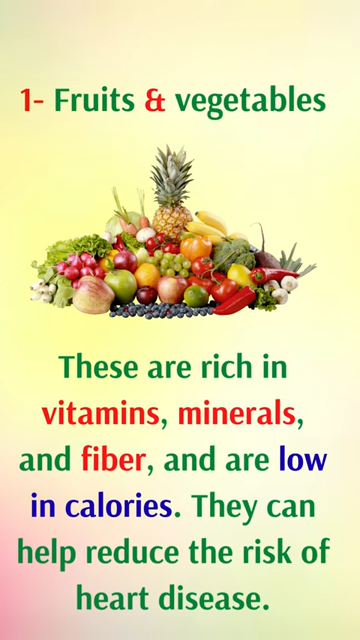 1- Fruits & vegetables
These are rich in
vitamins, minerals,
and fiber, and are low
in calories. They can
help reduce the risk of
heart disease.